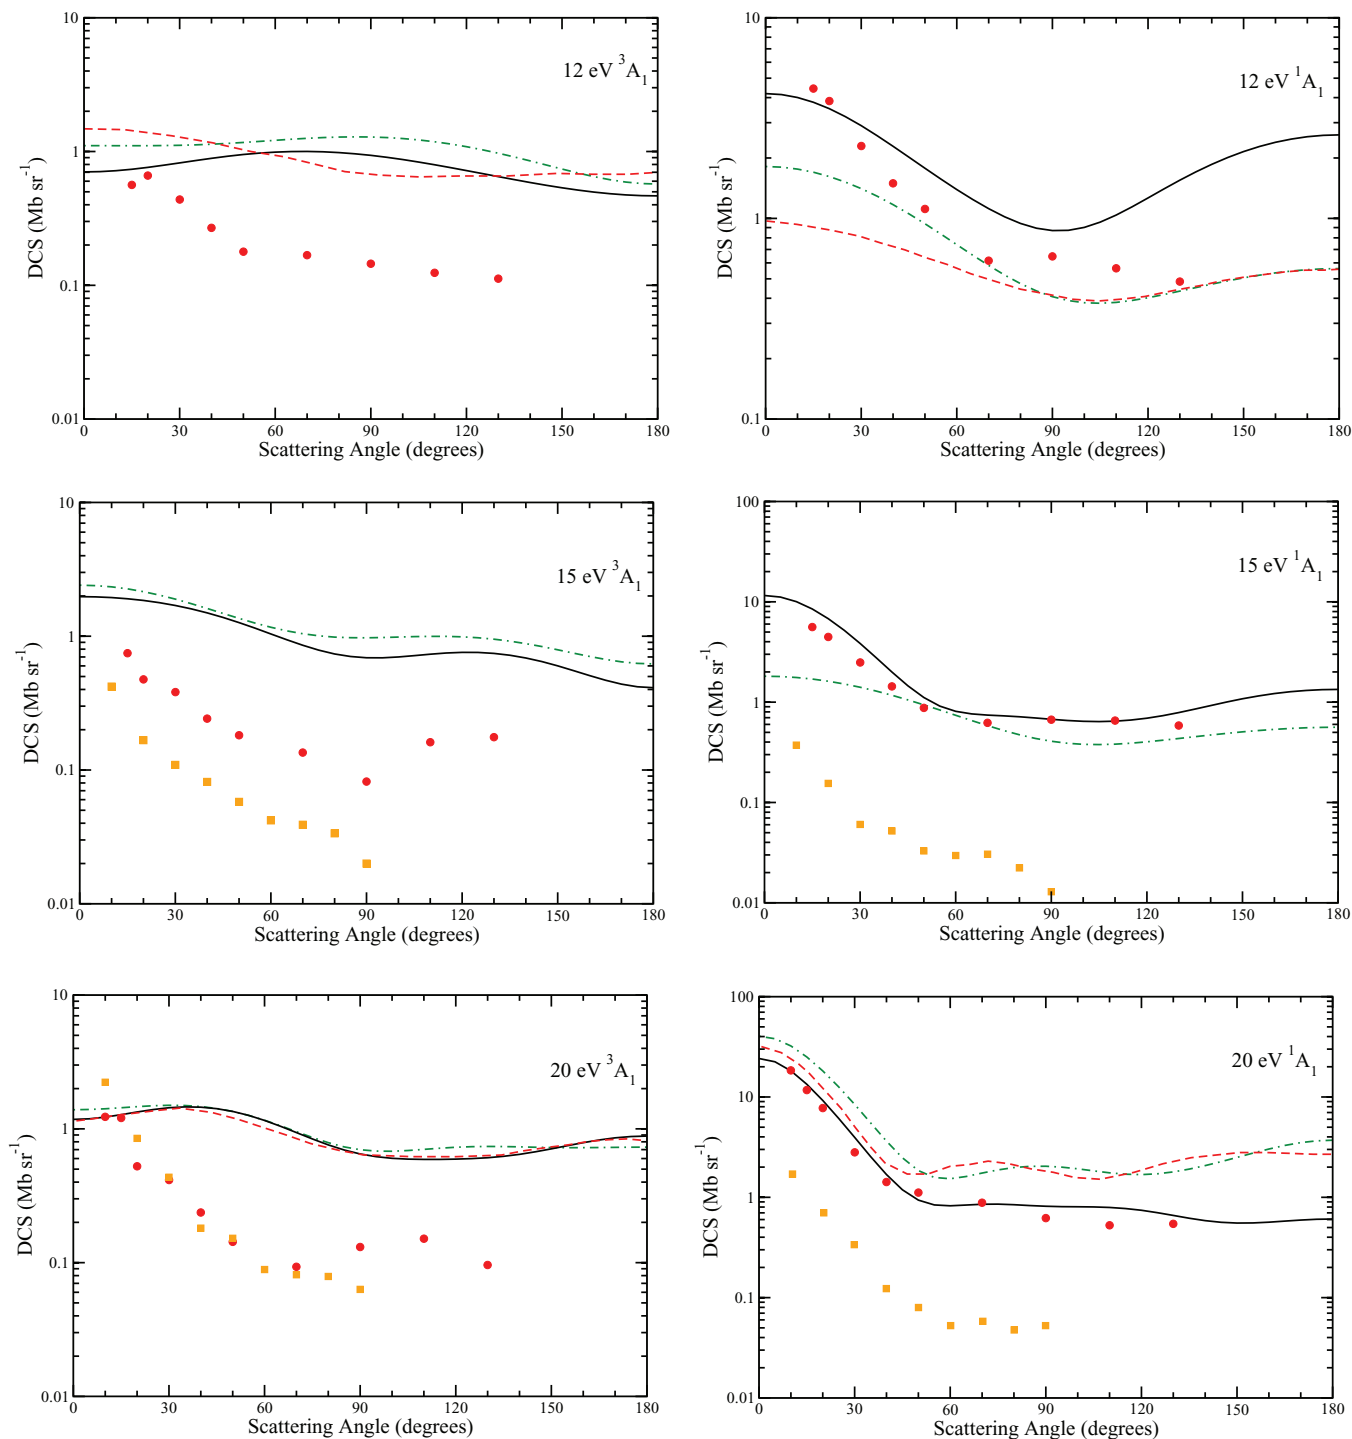 10
1
0.1
0.01
DCS (Mb sr⁻¹)
12 eV ³A₁
0 30 60 90 120 150 180
Scattering Angle (degrees)
10
1
0.1
DCS (Mb sr⁻¹)
12 eV ¹A₁
0 30 60 90 120 150 180
Scattering Angle (degrees)
10
1
0.1
0.01
DCS (Mb sr⁻¹)
15 eV ³A₁
0 30 60 90 120 150 180
Scattering Angle (degrees)
100
10
1
0.1
0.01
DCS (Mb sr⁻¹)
15 eV ¹A₁
0 30 60 90 120 150 180
Scattering Angle (degrees)
10
1
0.1
0.01
DCS (Mb sr⁻¹)
20 eV ³A₁
0 30 60 90 120 150 180
Scattering Angle (degrees)
100
10
1
0.1
0.01
DCS (Mb sr⁻¹)
20 eV ¹A₁
0 30 60 90 120 150 180
Scattering Angle (degrees)